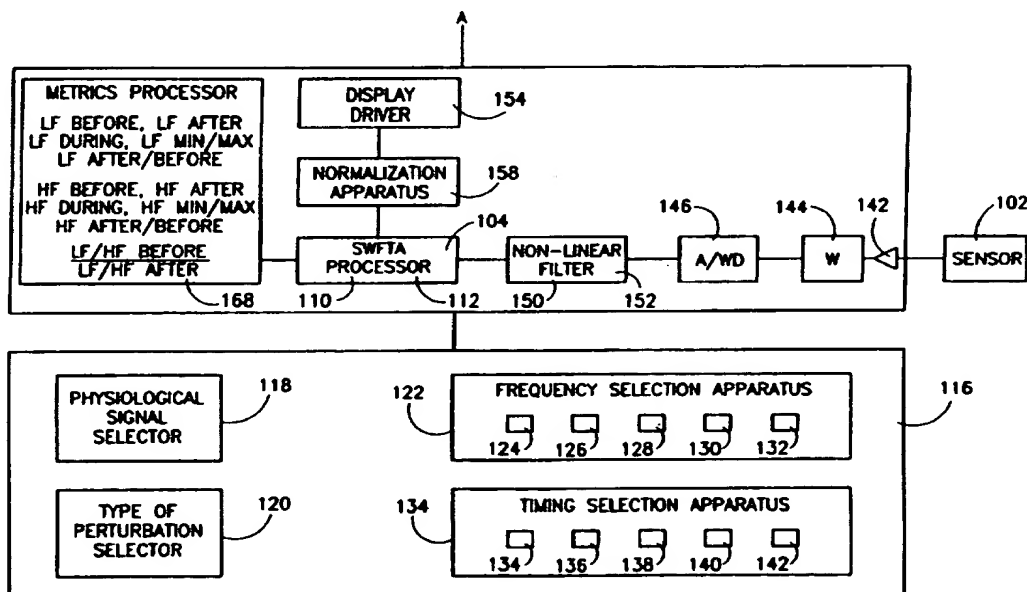 A
METRICS PROCESSOR
LF BEFORE, LF AFTER
LF DURING, LF MIN/MAX
LF AFTER/BEFORE
HF BEFORE, HF AFTER
HF DURING, HF MIN/MAX
HF AFTER/BEFORE
LF/HF BEFORE
LF/HF AFTER
168
DISPLAY
DRIVER
154
NORMALIZATION
APPARATUS
158
104
SWFTA
PROCESSOR
110
112
NON-LINEAR
FILTER
150
152
146
A/WD
144
W
142
102
SENSOR
PHYSIOLOGICAL
SIGNAL
SELECTOR
118
122
FREQUENCY SELECTION APPARATUS
124 126 128 130 132
116
TYPE OF
PERTURBATION
SELECTOR
120
134
TIMING SELECTION APPARATUS
134 136 138 140 142